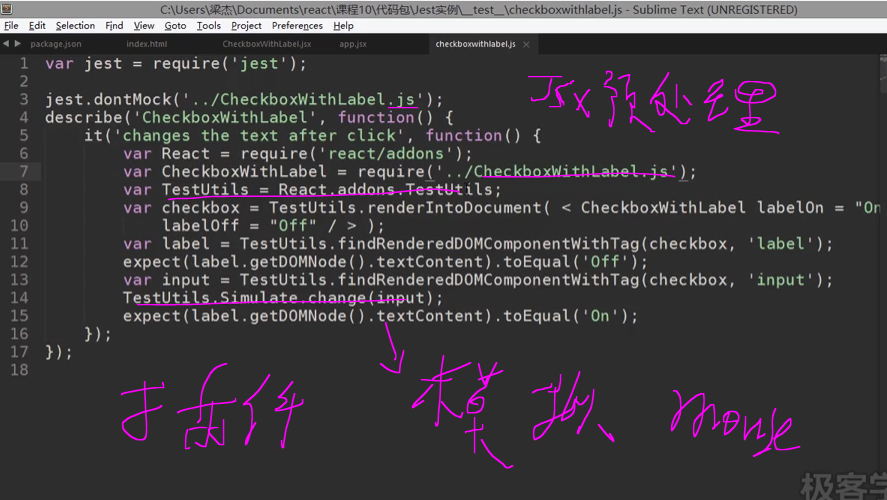 C:\Users\梁杰\Documents\react\课程10\代码包\Jest实例\__test__\checkboxwithlabel.js - Sublime Text (UNREGISTERED)
File Edit Selection Find View Goto Tools Project Preferences Help
package.json index.html CheckboxWithLabel.jsx app.jsx checkboxwithlabel.js
1 var jest = require('jest');
2
3 jest.dontMock('../CheckboxWithLabel.js');
JSX预处理
4 describe('CheckboxWithLabel', function() {
5 it('changes the text after click', function() {
6 var React = require('react/addons');
7 var CheckboxWithLabel = require('../CheckboxWithLabel.js');
8 var TestUtils = React.addons.TestUtils;
9 var checkbox = TestUtils.renderIntoDocument( < CheckboxWithLabel labelOn = "On
10 labelOff = "Off" / > );
11 var label = TestUtils.findRenderedDOMComponentWithTag(checkbox, 'label');
12 expect(label.getDOMNode().textContent).toEqual('Off');
13 var input = TestUtils.findRenderedDOMComponentWithTag(checkbox, 'input');
14 TestUtils.Simulate.change(input);
15 expect(label.getDOMNode().textContent).toEqual('On');
16 });
17 });
18
模拟
极客学